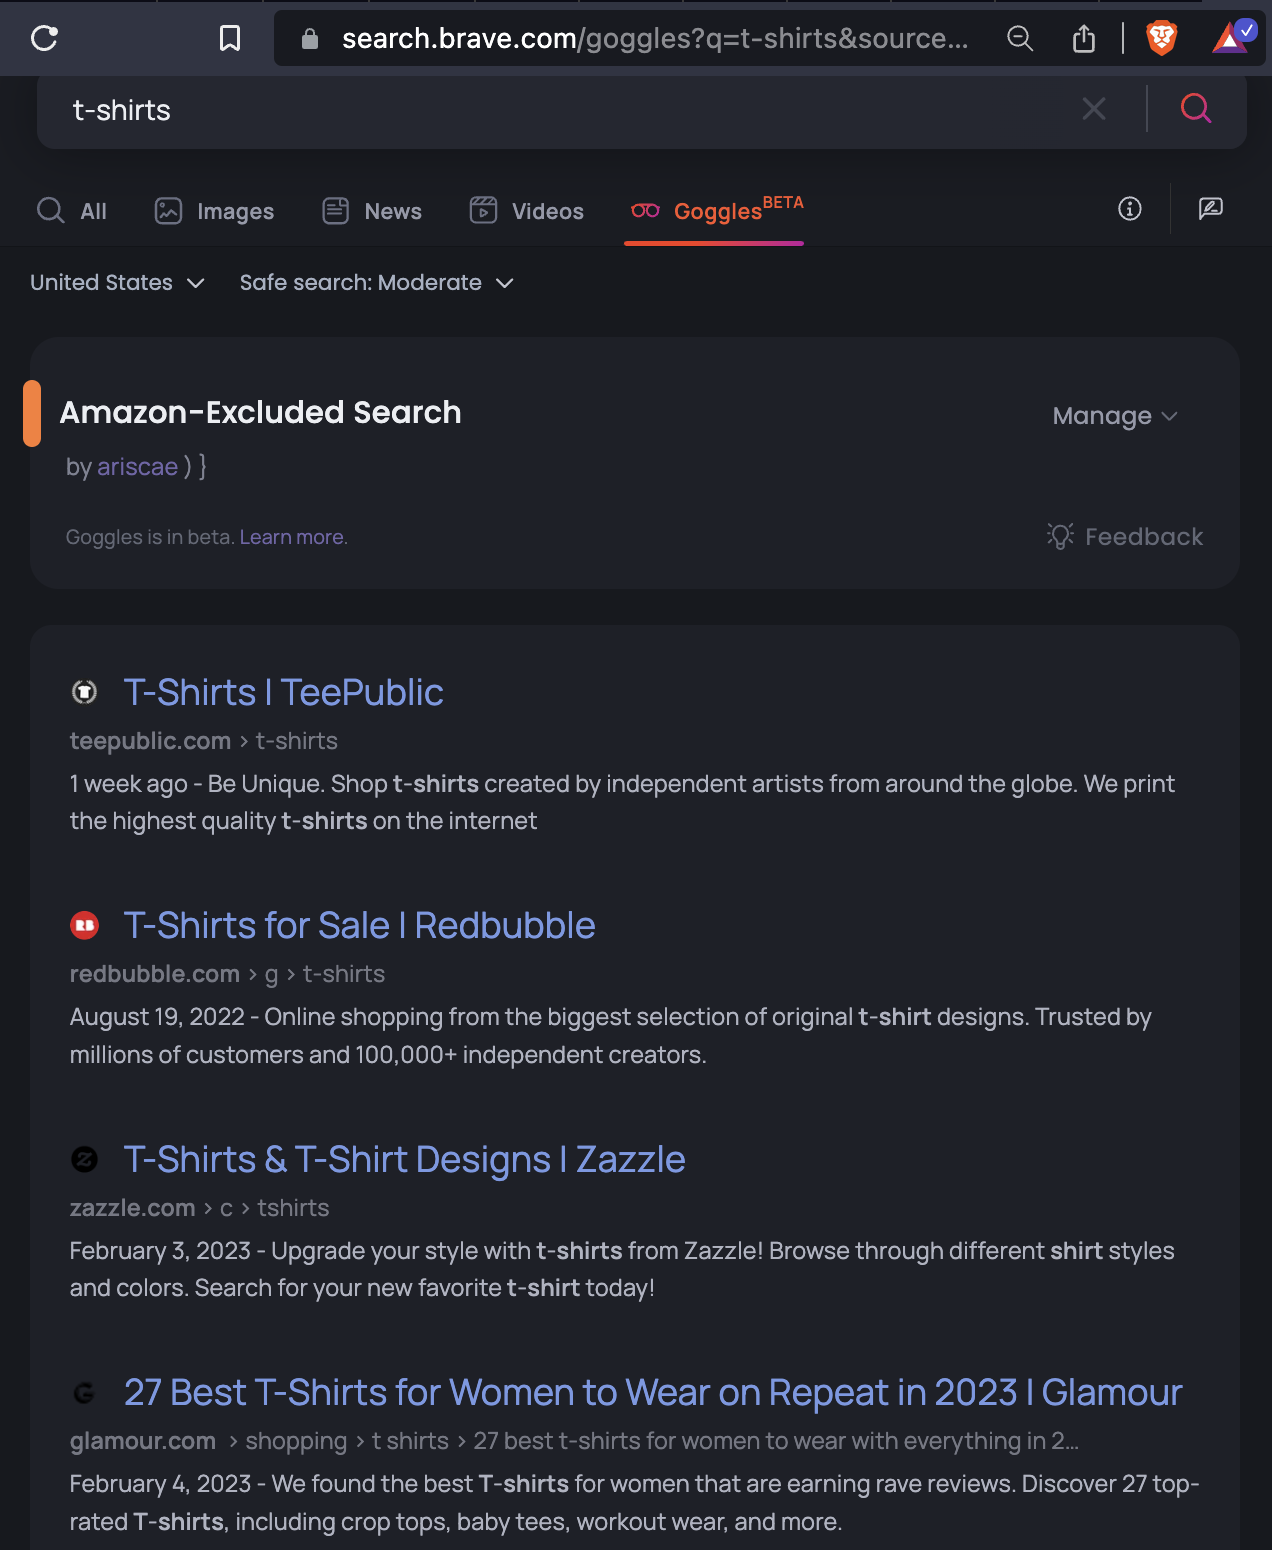 search.brave.com/goggles?q=t-shirts&source...
t-shirts
All Images News Videos Goggles BETA
United States Safe search: Moderate
Amazon-Excluded Search
Manage
by ariscae ) }
Goggles is in beta. Learn more.
Feedback
T-Shirts | TeePublic
teepublic.com › t-shirts
1 week ago - Be Unique. Shop t-shirts created by independent artists from around the globe. We print
the highest quality t-shirts on the internet
RB T-Shirts for Sale | Redbubble
redbubble.com › g › t-shirts
August 19, 2022 - Online shopping from the biggest selection of original t-shirt designs. Trusted by
millions of customers and 100,000+ independent creators.
Z T-Shirts & T-Shirt Designs | Zazzle
zazzle.com › c › tshirts
February 3, 2023 - Upgrade your style with t-shirts from Zazzle! Browse through different shirt styles
and colors. Search for your new favorite t-shirt today!
G 27 Best T-Shirts for Women to Wear on Repeat in 2023 | Glamour
glamour.com › shopping › t shirts › 27 best t-shirts for women to wear with everything in 2...
February 4, 2023 - We found the best T-shirts for women that are earning rave reviews. Discover 27 top-
rated T-shirts, including crop tops, baby tees, workout wear, and more.